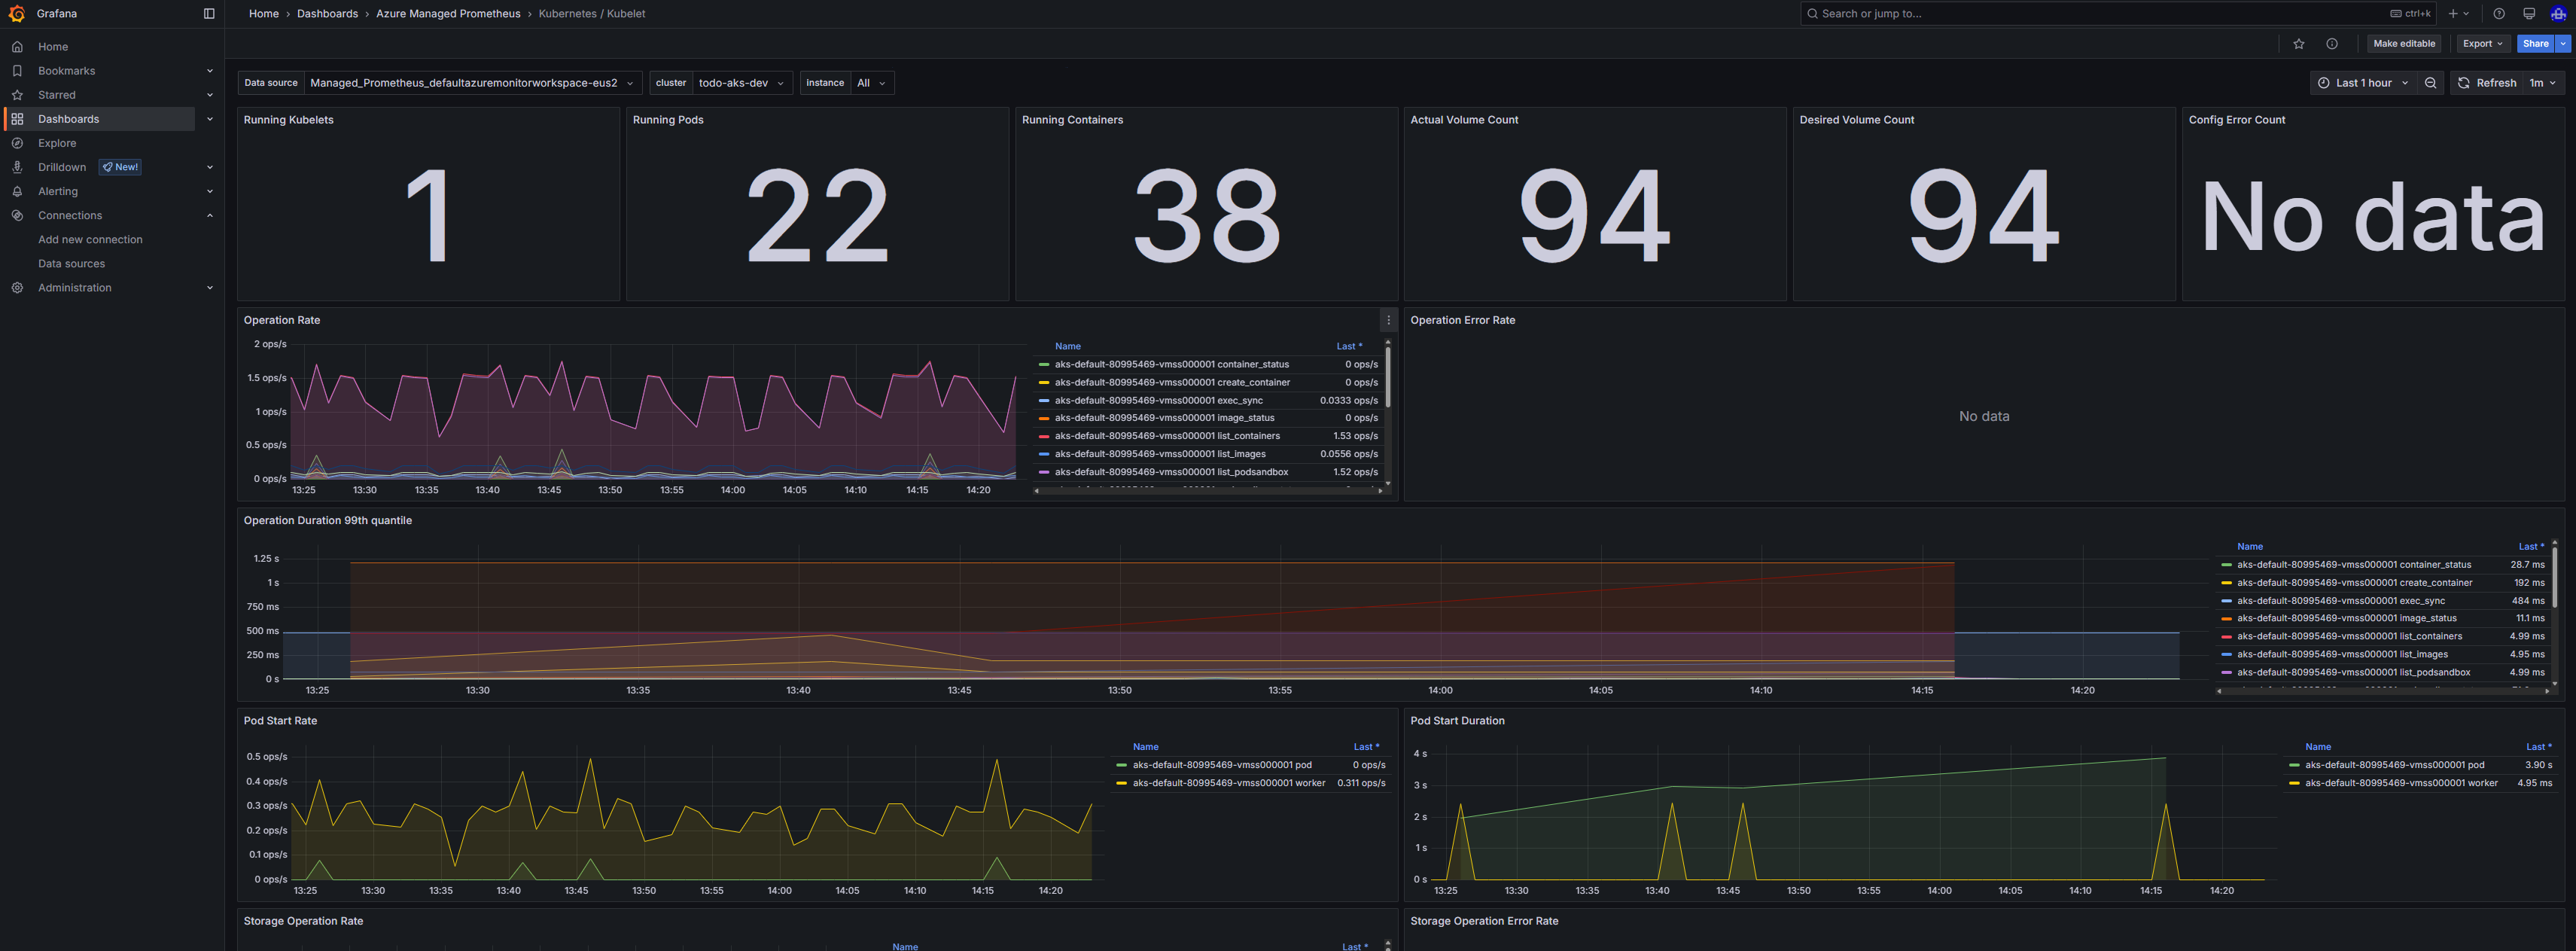 Grafana
Home › Dashboards › Azure Managed Prometheus › Kubernetes / Kubelet
Search or jump to...
ctrl+k
Home
Bookmarks
Starred
Dashboards
Explore
Drilldown New!
Alerting
Connections
Add new connection
Data sources
Administration
Make editable
Export
Share
Data source Managed_Prometheus_defaultazuremonitorworkspace-eus2
cluster todo-aks-dev
instance All
Last 1 hour
Refresh 1m
Running Kubelets
1
Running Pods
22
Running Containers
38
Actual Volume Count
94
Desired Volume Count
94
Config Error Count
No data
Operation Rate
2 ops/s
1.5 ops/s
1 ops/s
0.5 ops/s
0 ops/s
13:25 13:30 13:35 13:40 13:45 13:50 13:55 14:00 14:05 14:10 14:15 14:20
Name Last *
aks-default-80995469-vmss000001 container_status 0 ops/s
aks-default-80995469-vmss000001 create_container 0 ops/s
aks-default-80995469-vmss000001 exec_sync 0.0333 ops/s
aks-default-80995469-vmss000001 image_status 0 ops/s
aks-default-80995469-vmss000001 list_containers 1.53 ops/s
aks-default-80995469-vmss000001 list_images 0.0556 ops/s
aks-default-80995469-vmss000001 list_podsandbox 1.52 ops/s
Operation Error Rate
No data
Operation Duration 99th quantile
1.25 s
1 s
750 ms
500 ms
250 ms
0 s
13:25 13:30 13:35 13:40 13:45 13:50 13:55 14:00 14:05 14:10 14:15 14:20
Name Last *
aks-default-80995469-vmss000001 container_status 28.7 ms
aks-default-80995469-vmss000001 create_container 192 ms
aks-default-80995469-vmss000001 exec_sync 484 ms
aks-default-80995469-vmss000001 image_status 11.1 ms
aks-default-80995469-vmss000001 list_containers 4.99 ms
aks-default-80995469-vmss000001 list_images 4.95 ms
aks-default-80995469-vmss000001 list_podsandbox 4.99 ms
Pod Start Rate
0.5 ops/s
0.4 ops/s
0.3 ops/s
0.2 ops/s
0.1 ops/s
0 ops/s
13:25 13:30 13:35 13:40 13:45 13:50 13:55 14:00 14:05 14:10 14:15 14:20
Name Last *
aks-default-80995469-vmss000001 pod 0 ops/s
aks-default-80995469-vmss000001 worker 0.311 ops/s
Pod Start Duration
4 s
3 s
2 s
1 s
0 s
13:25 13:30 13:35 13:40 13:45 13:50 13:55 14:00 14:05 14:10 14:15 14:20
Name Last *
aks-default-80995469-vmss000001 pod 3.90 s
aks-default-80995469-vmss000001 worker 4.95 ms
Storage Operation Rate
Name Last *
Storage Operation Error Rate